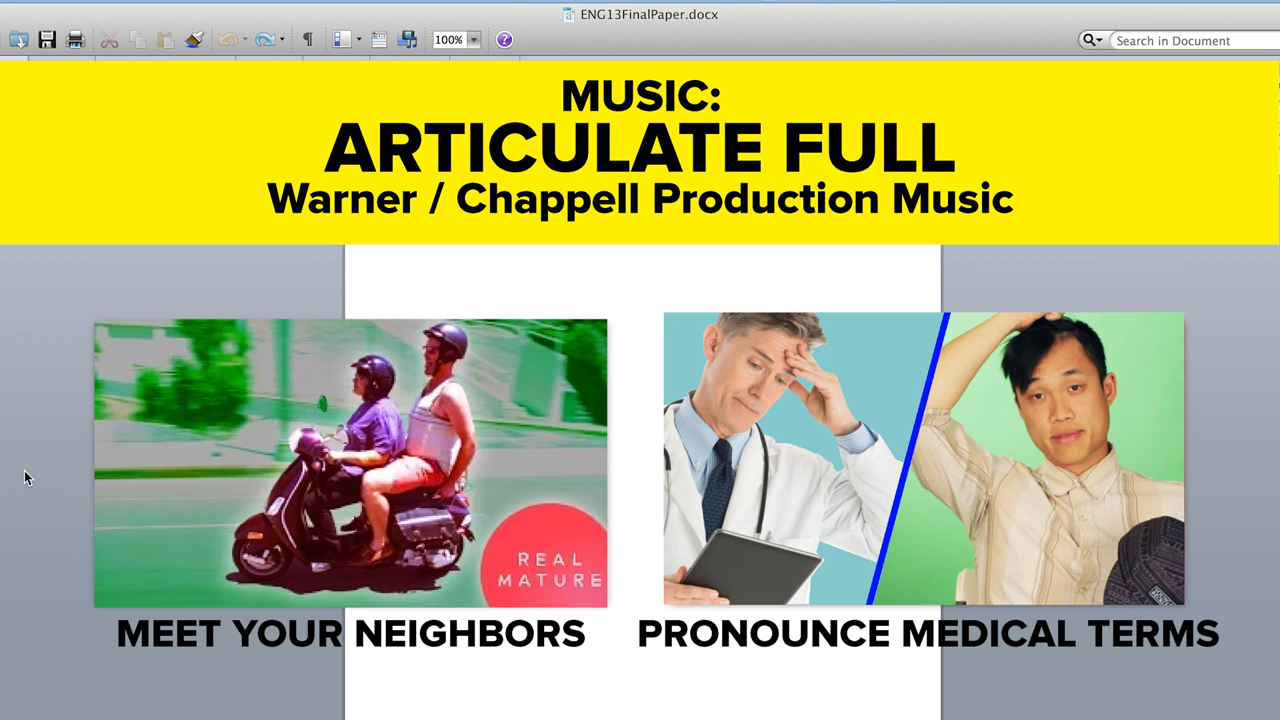 ENG13FinalPaper.docx
100%
Search in Document
MUSIC:
ARTICULATE FULL
Warner / Chappell Production Music
REAL
MATURE
MEET YOUR NEIGHBORS
PRONOUNCE MEDICAL TERMS